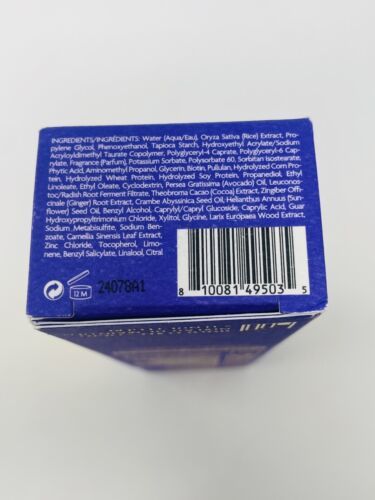 INGREDIENTS/INGRÉDIENTS: Water (Aqua/Eau), Oryza Sativa (Rice) Extract, Pro-
pylene Glycol, Phenoxyethanol, Tapioca Starch, Hydroxyethyl Acrylate/Sodium
Acryloyldimethyl Taurate Copolymer, Polyglyceryl-4 Caprate, Polyglyceryl-6 Cap-
rylate, Fragrance (Parfum), Potassium Sorbate, Polysorbate 60, Sorbitan Isostearate,
Phytic Acid, Aminomethyl Propanol, Glycerin, Biotin, Pullulan, Hydrolyzed Corn Pro-
tein, Hydrolyzed Wheat Protein, Hydrolyzed Soy Protein, Propanediol, Ethyl
Linoleate, Ethyl Oleate, Cyclodextrin, Persea Gratissima (Avocado) Oil, Leuconos-
toc/Radish Root Ferment Filtrate, Theobroma Cacao (Cocoa) Extract, Zingiber Offi-
cinale (Ginger) Root Extract, Crambe Abyssinica Seed Oil, Helianthus Annuus (Sun-
flower) Seed Oil, Benzyl Alcohol, Caprylyl/Capryl Glucoside, Caprylic Acid, Guar
Hydroxypropyltrimonium Chloride, Xylitol, Glycine, Larix Europaea Wood Extract,
Sodium Metabisulfite, Sodium Ben-
zoate, Camellia Sinensis Leaf Extract,
Zinc Chloride, Tocopherol, Limo-
nene, Benzyl Salicylate, Linalool, Citral
12 M
24078A1
8 10081 49503 5